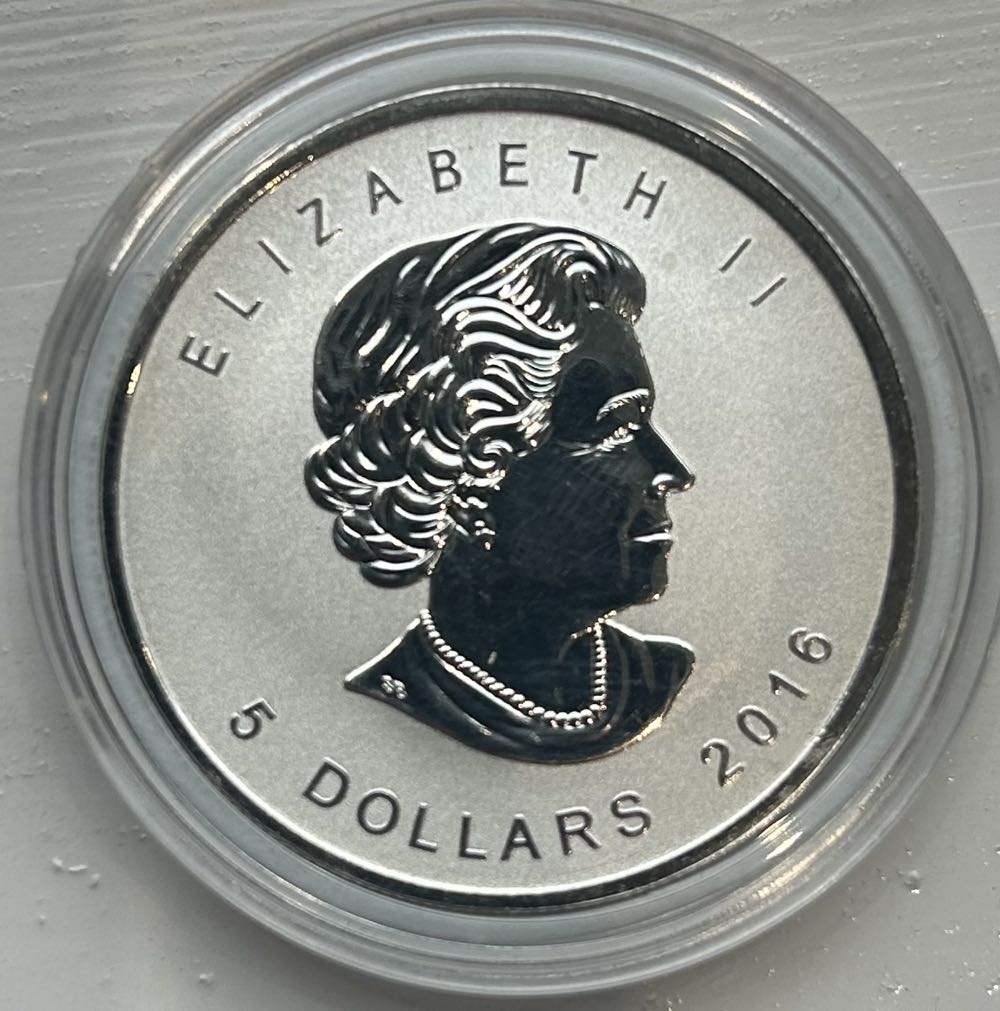 ELIZABETH II
5 DOLLARS 2016